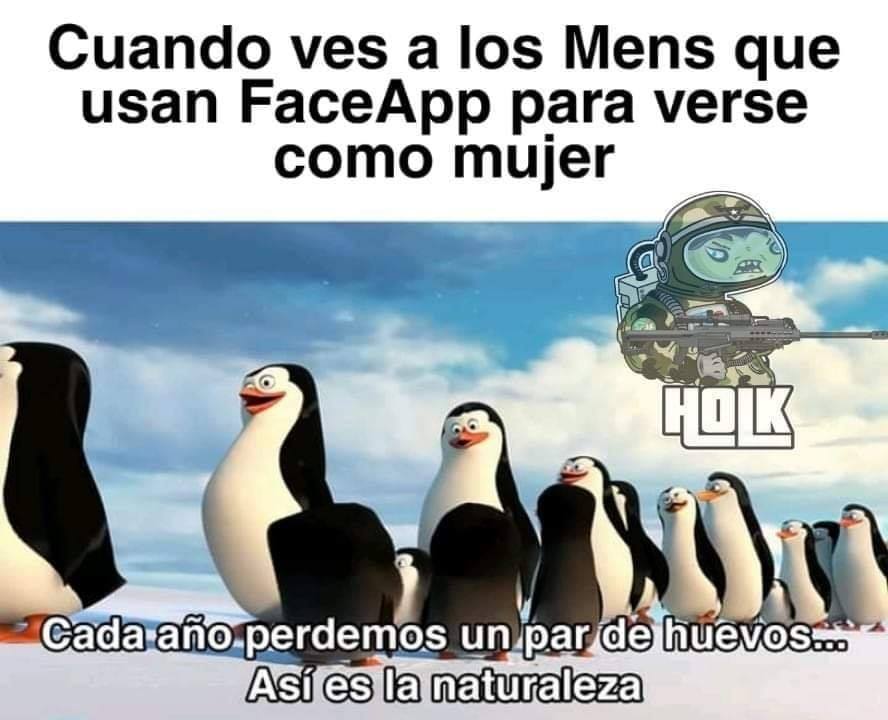 Cuando ves a los Mens que
usan FaceApp para verse
como mujer
HOLK
Cada año perdemos un par de huevos...
Así es la naturaleza